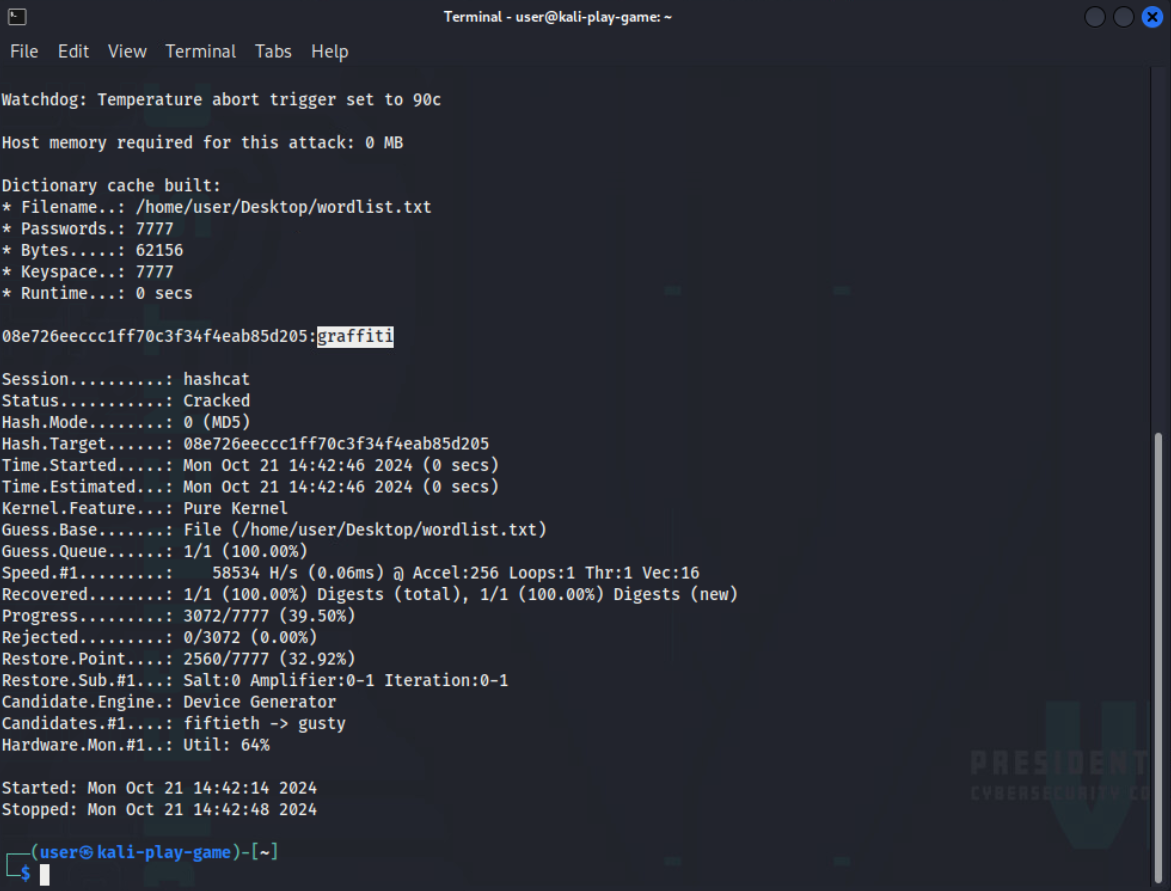 Terminal - user@kali-play-game: ~
File Edit View Terminal Tabs Help
Watchdog: Temperature abort trigger set to 90c
Host memory required for this attack: 0 MB
Dictionary cache built:
* Filename..: /home/user/Desktop/wordlist.txt
* Passwords.: 7777
* Bytes.....: 62156
* Keyspace..: 7777
* Runtime...: 0 secs
08e726eeccc1ff70c3f34f4eab85d205:graffiti
Session..........: hashcat
Status...........: Cracked
Hash.Mode........: 0 (MD5)
Hash.Target......: 08e726eeccc1ff70c3f34f4eab85d205
Time.Started.....: Mon Oct 21 14:42:46 2024 (0 secs)
Time.Estimated...: Mon Oct 21 14:42:46 2024 (0 secs)
Kernel.Feature...: Pure Kernel
Guess.Base.......: File (/home/user/Desktop/wordlist.txt)
Guess.Queue......: 1/1 (100.00%)
Speed.#1.........:    58534 H/s (0.06ms) @ Accel:256 Loops:1 Thr:1 Vec:16
Recovered........: 1/1 (100.00%) Digests (total), 1/1 (100.00%) Digests (new)
Progress.........: 3072/7777 (39.50%)
Rejected.........: 0/3072 (0.00%)
Restore.Point....: 2560/7777 (32.92%)
Restore.Sub.#1...: Salt:0 Amplifier:0-1 Iteration:0-1
Candidate.Engine.: Device Generator
Candidates.#1....: fiftieth -> gusty
Hardware.Mon.#1..: Util: 64%
Started: Mon Oct 21 14:42:14 2024
Stopped: Mon Oct 21 14:42:48 2024
PRESIDENT
CYBERSECURITY CO
┌──(user㉿kali-play-game)-[~]
└─$